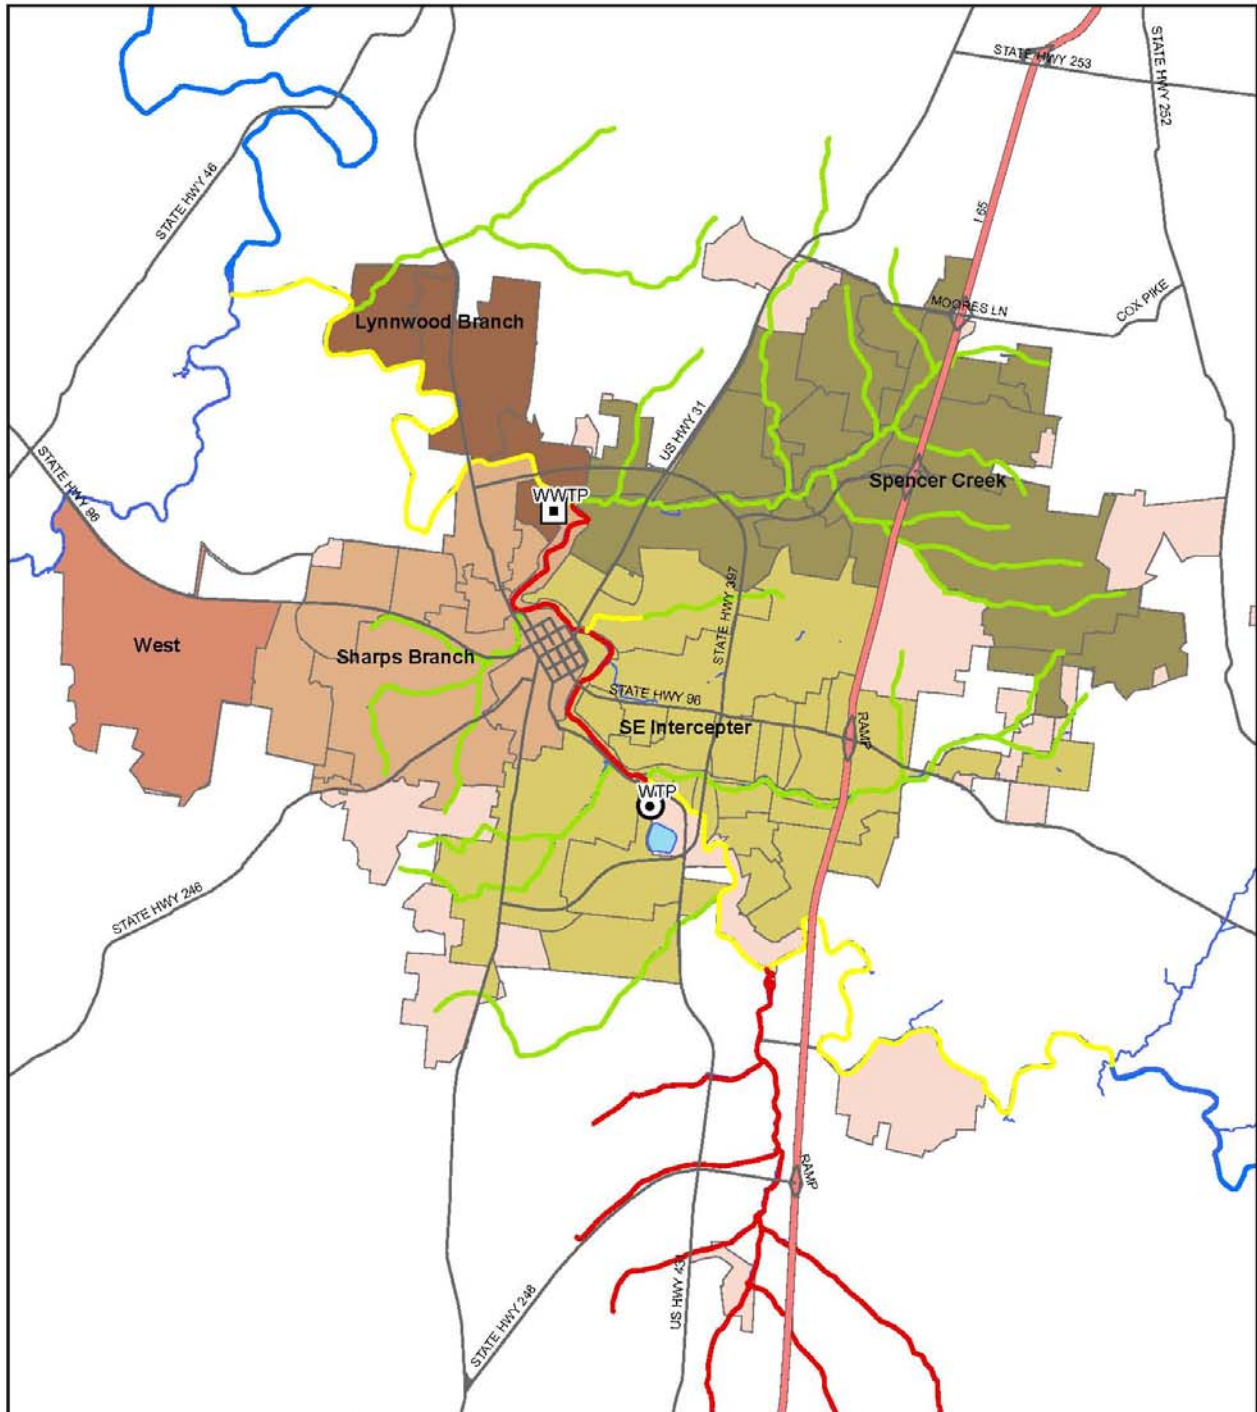 STATE HWY 253
STATE HWY 252
STATE HWY 46
I 65
MOORES LN
COX PIKE
Lynnwood Branch
US HWY 31
STATE HWY 96
Spencer Creek
WWTP
STATE HWY 397
West
Sharps Branch
STATE HWY 96
SE Intercepter
RAMP
WTP
STATE HWY 246
RAMP
US HWY 431
STATE HWY 248